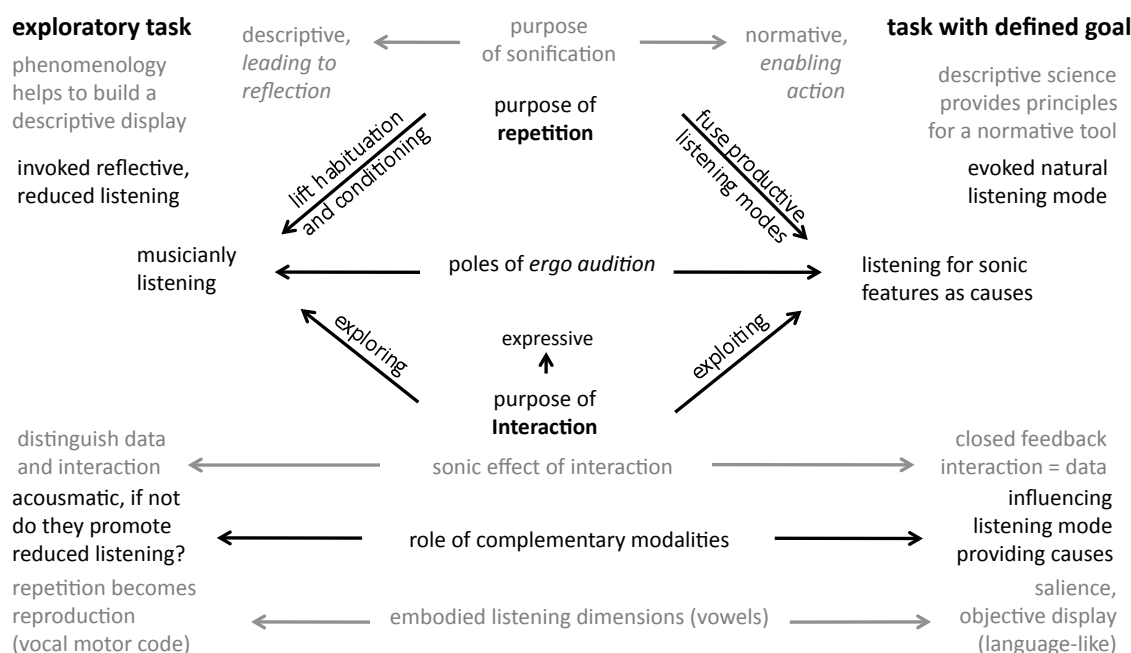 exploratory task
task with defined goal
descriptive,
leading to
reflection
purpose
of sonification
normative,
enabling
action
phenomenology
helps to build a
descriptive display
descriptive science
provides principles
for a normative tool
purpose of
repetition
lift habituation
and conditioning
fuse productive
listening modes
invoked reflective,
reduced listening
evoked natural
listening mode
musicianly
listening
poles of ergo audition
listening for sonic
features as causes
exploring
expressive
exploiting
purpose of
Interaction
distinguish data
and interaction
sonic effect of interaction
closed feedback
interaction = data
acousmatic, if not
do they promote
reduced listening?
role of complementary modalities
influencing
listening mode
providing causes
repetition becomes
reproduction
(vocal motor code)
embodied listening dimensions (vowels)
salience,
objective display
(language-like)